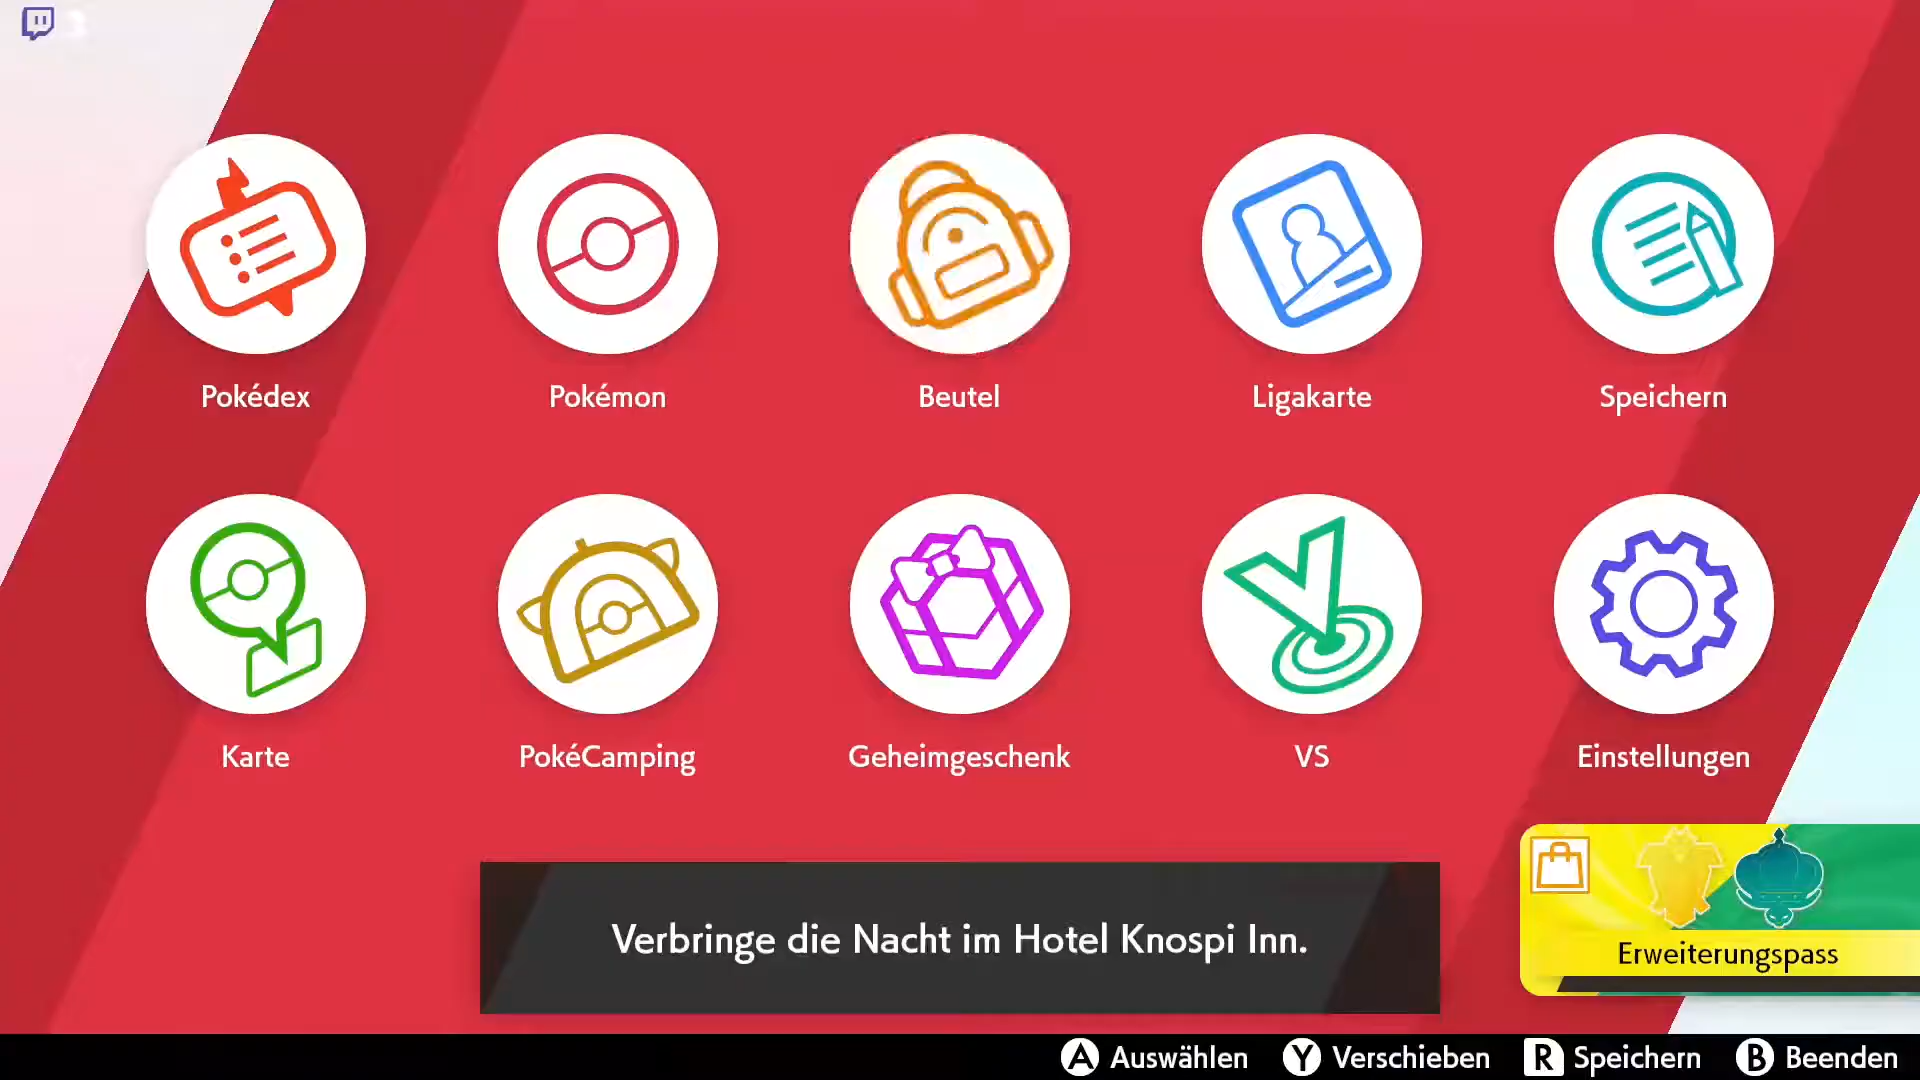 3
Pokédex
Pokémon
Beutel
Ligakarte
Speichern
Karte
PokéCamping
Geheimgeschenk
VS
Einstellungen
Verbringe die Nacht im Hotel Knospi Inn.
Erweiterungspass
A Auswählen Y Verschieben R Speichern B Beenden